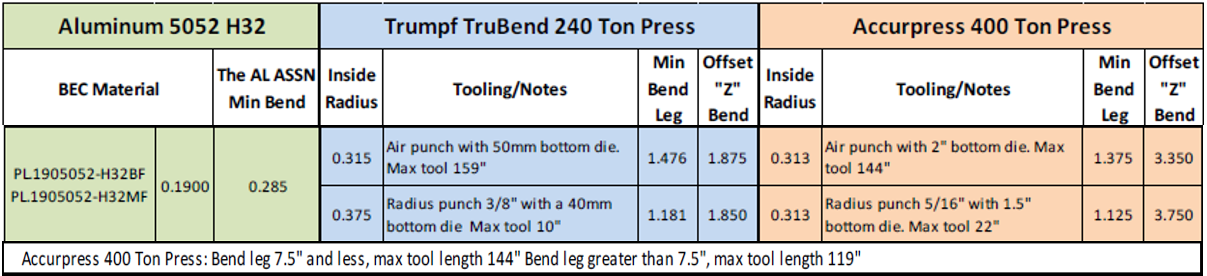 Aluminum 5052 H32 Trumpf TruBend 240 Ton Press Accurpress 400 Ton Press
BEC Material The AL ASSN Min Bend Inside Radius Tooling/Notes Min Bend Leg Offset "Z" Bend Inside Radius Tooling/Notes Min Bend Leg Offset "Z" Bend
PL.1905052-H32BF
PL.1905052-H32MF
0.1900
0.285
0.315
Air punch with 50mm bottom die.
Max tool 159"
1.476
1.875
0.313
Air punch with 2" bottom die. Max
tool 144"
1.375
3.350
0.375
Radius punch 3/8" with a 40mm
bottom die Max tool 10"
1.181
1.850
0.313
Radius punch 5/16" with 1.5"
bottom die. Max tool 22"
1.125
3.750
Accurpress 400 Ton Press: Bend leg 7.5" and less, max tool length 144" Bend leg greater than 7.5", max tool length 119"